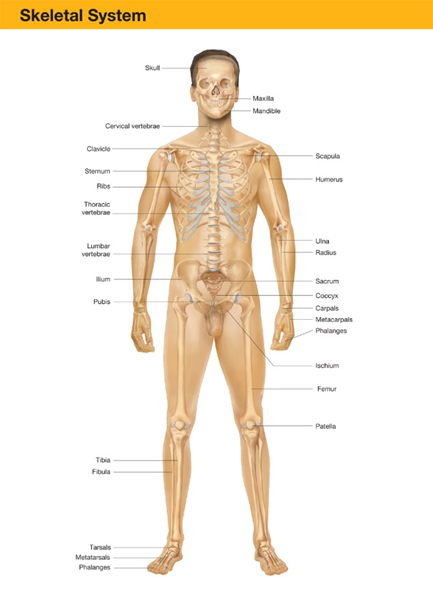 Skeletal System
Skull
Maxilla
Mandible
Cervical vertebrae
Clavicle
Scapula
Sternum
Humerus
Ribs
Thoracic
vertebrae
Ulna
Lumbar
vertebrae
Radius
Ilium
Sacrum
Pubis
Coccyx
Carpals
Metacarpals
Phalanges
Ischium
Femur
Patella
Tibia
Fibula
Tarsals
Metatarsals
Phalanges